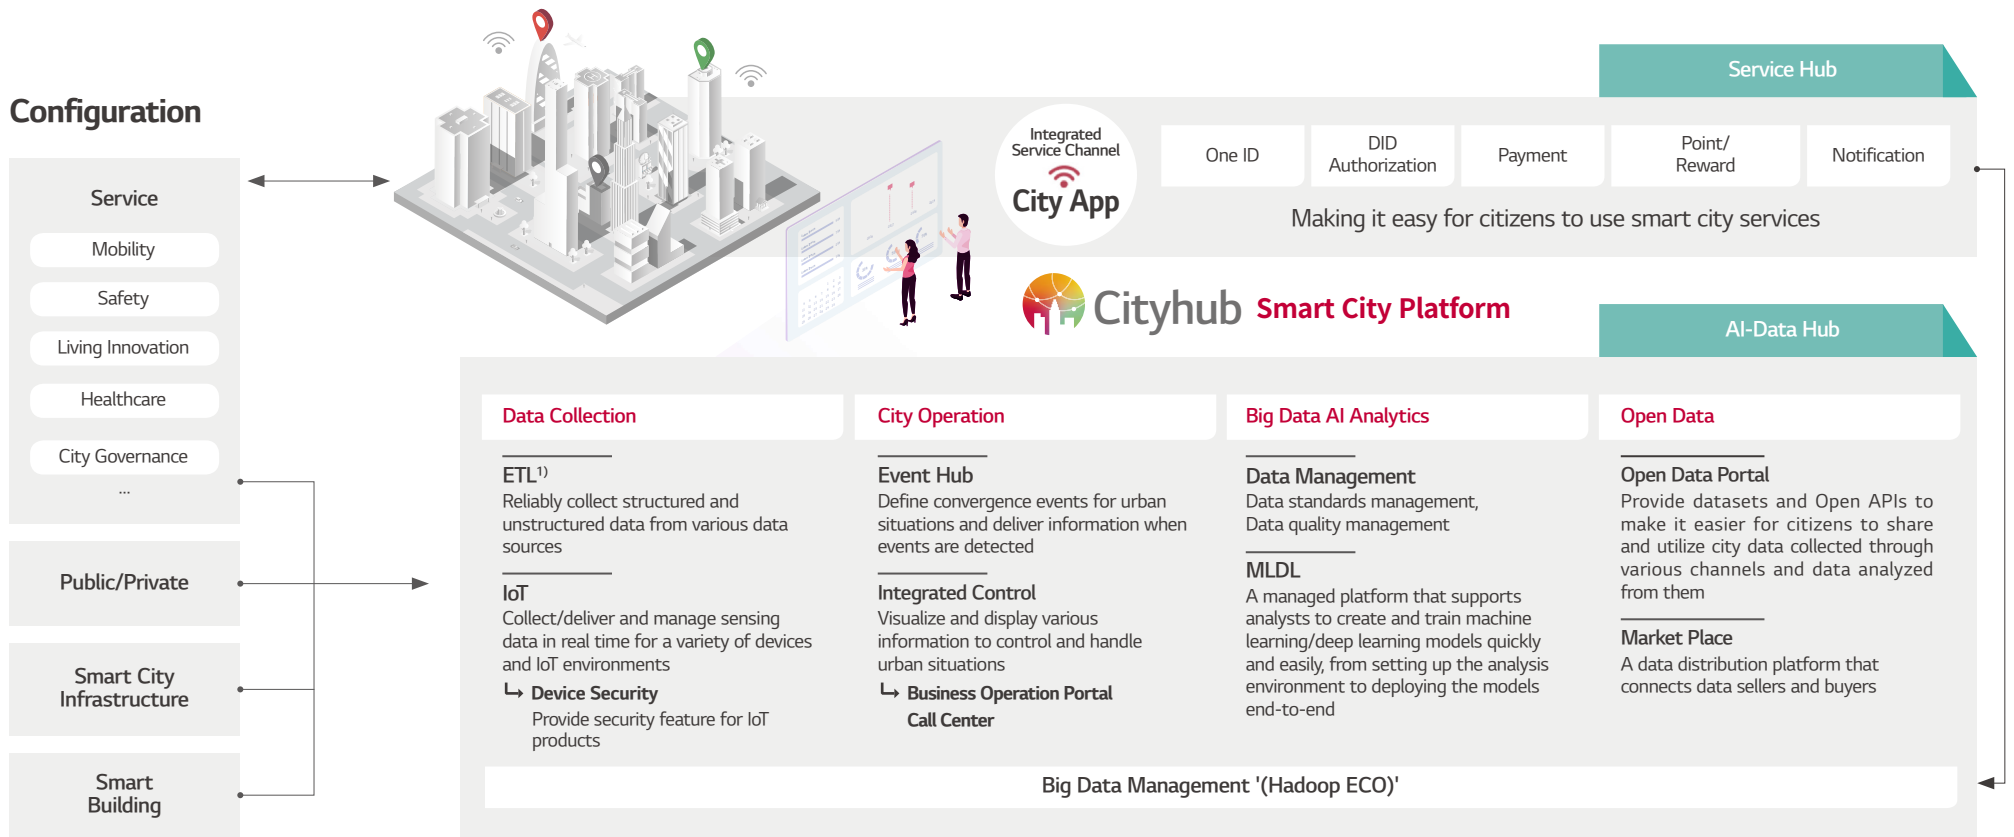 Configuration
Service
Mobility
Safety
Living Innovation
Healthcare
City Governance
...
Public/Private
Smart City
Infrastructure
Smart
Building
Service Hub
Integrated
Service Channel
City App
One ID
DID
Authorization
Payment
Point/
Reward
Notification
Making it easy for citizens to use smart city services
Cityhub Smart City Platform
AI-Data Hub
Data Collection
ETL¹⁾
Reliably collect structured and
unstructured data from various data
sources
IoT
Collect/deliver and manage sensing
data in real time for a variety of devices
and IoT environments
Device Security
Provide security feature for IoT
products
City Operation
Event Hub
Define convergence events for urban
situations and deliver information when
events are detected
Integrated Control
Visualize and display various
information to control and handle
urban situations
Business Operation Portal
Call Center
Big Data AI Analytics
Data Management
Data standards management,
Data quality management
MLDL
A managed platform that supports
analysts to create and train machine
learning/deep learning models quickly
and easily, from setting up the analysis
environment to deploying the models
end-to-end
Open Data
Open Data Portal
Provide datasets and Open APIs to
make it easier for citizens to share
and utilize city data collected through
various channels and data analyzed
from them
Market Place
A data distribution platform that
connects data sellers and buyers
Big Data Management '(Hadoop ECO)'